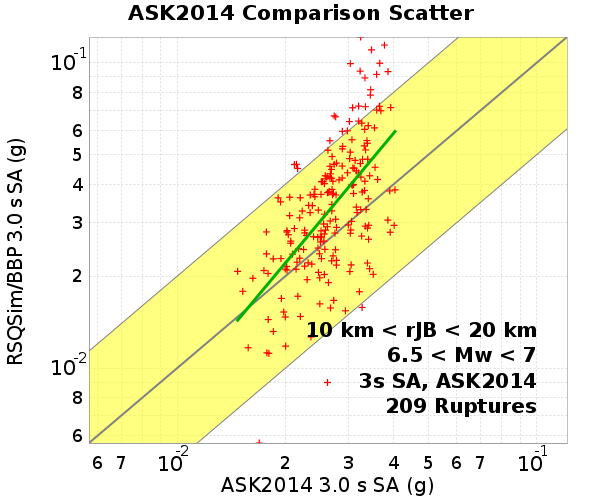 ASK2014 Comparison Scatter
RSQSim/BBP 3.0 s SA (g)
10-1
8
6
5
4
3
2
10-2
8
6
10 km < rJB < 20 km
6.5 < Mw < 7
3s SA, ASK2014
209 Ruptures
6 7 10-2 2 3 4 5 6 7 10-1
ASK2014 3.0 s SA (g)